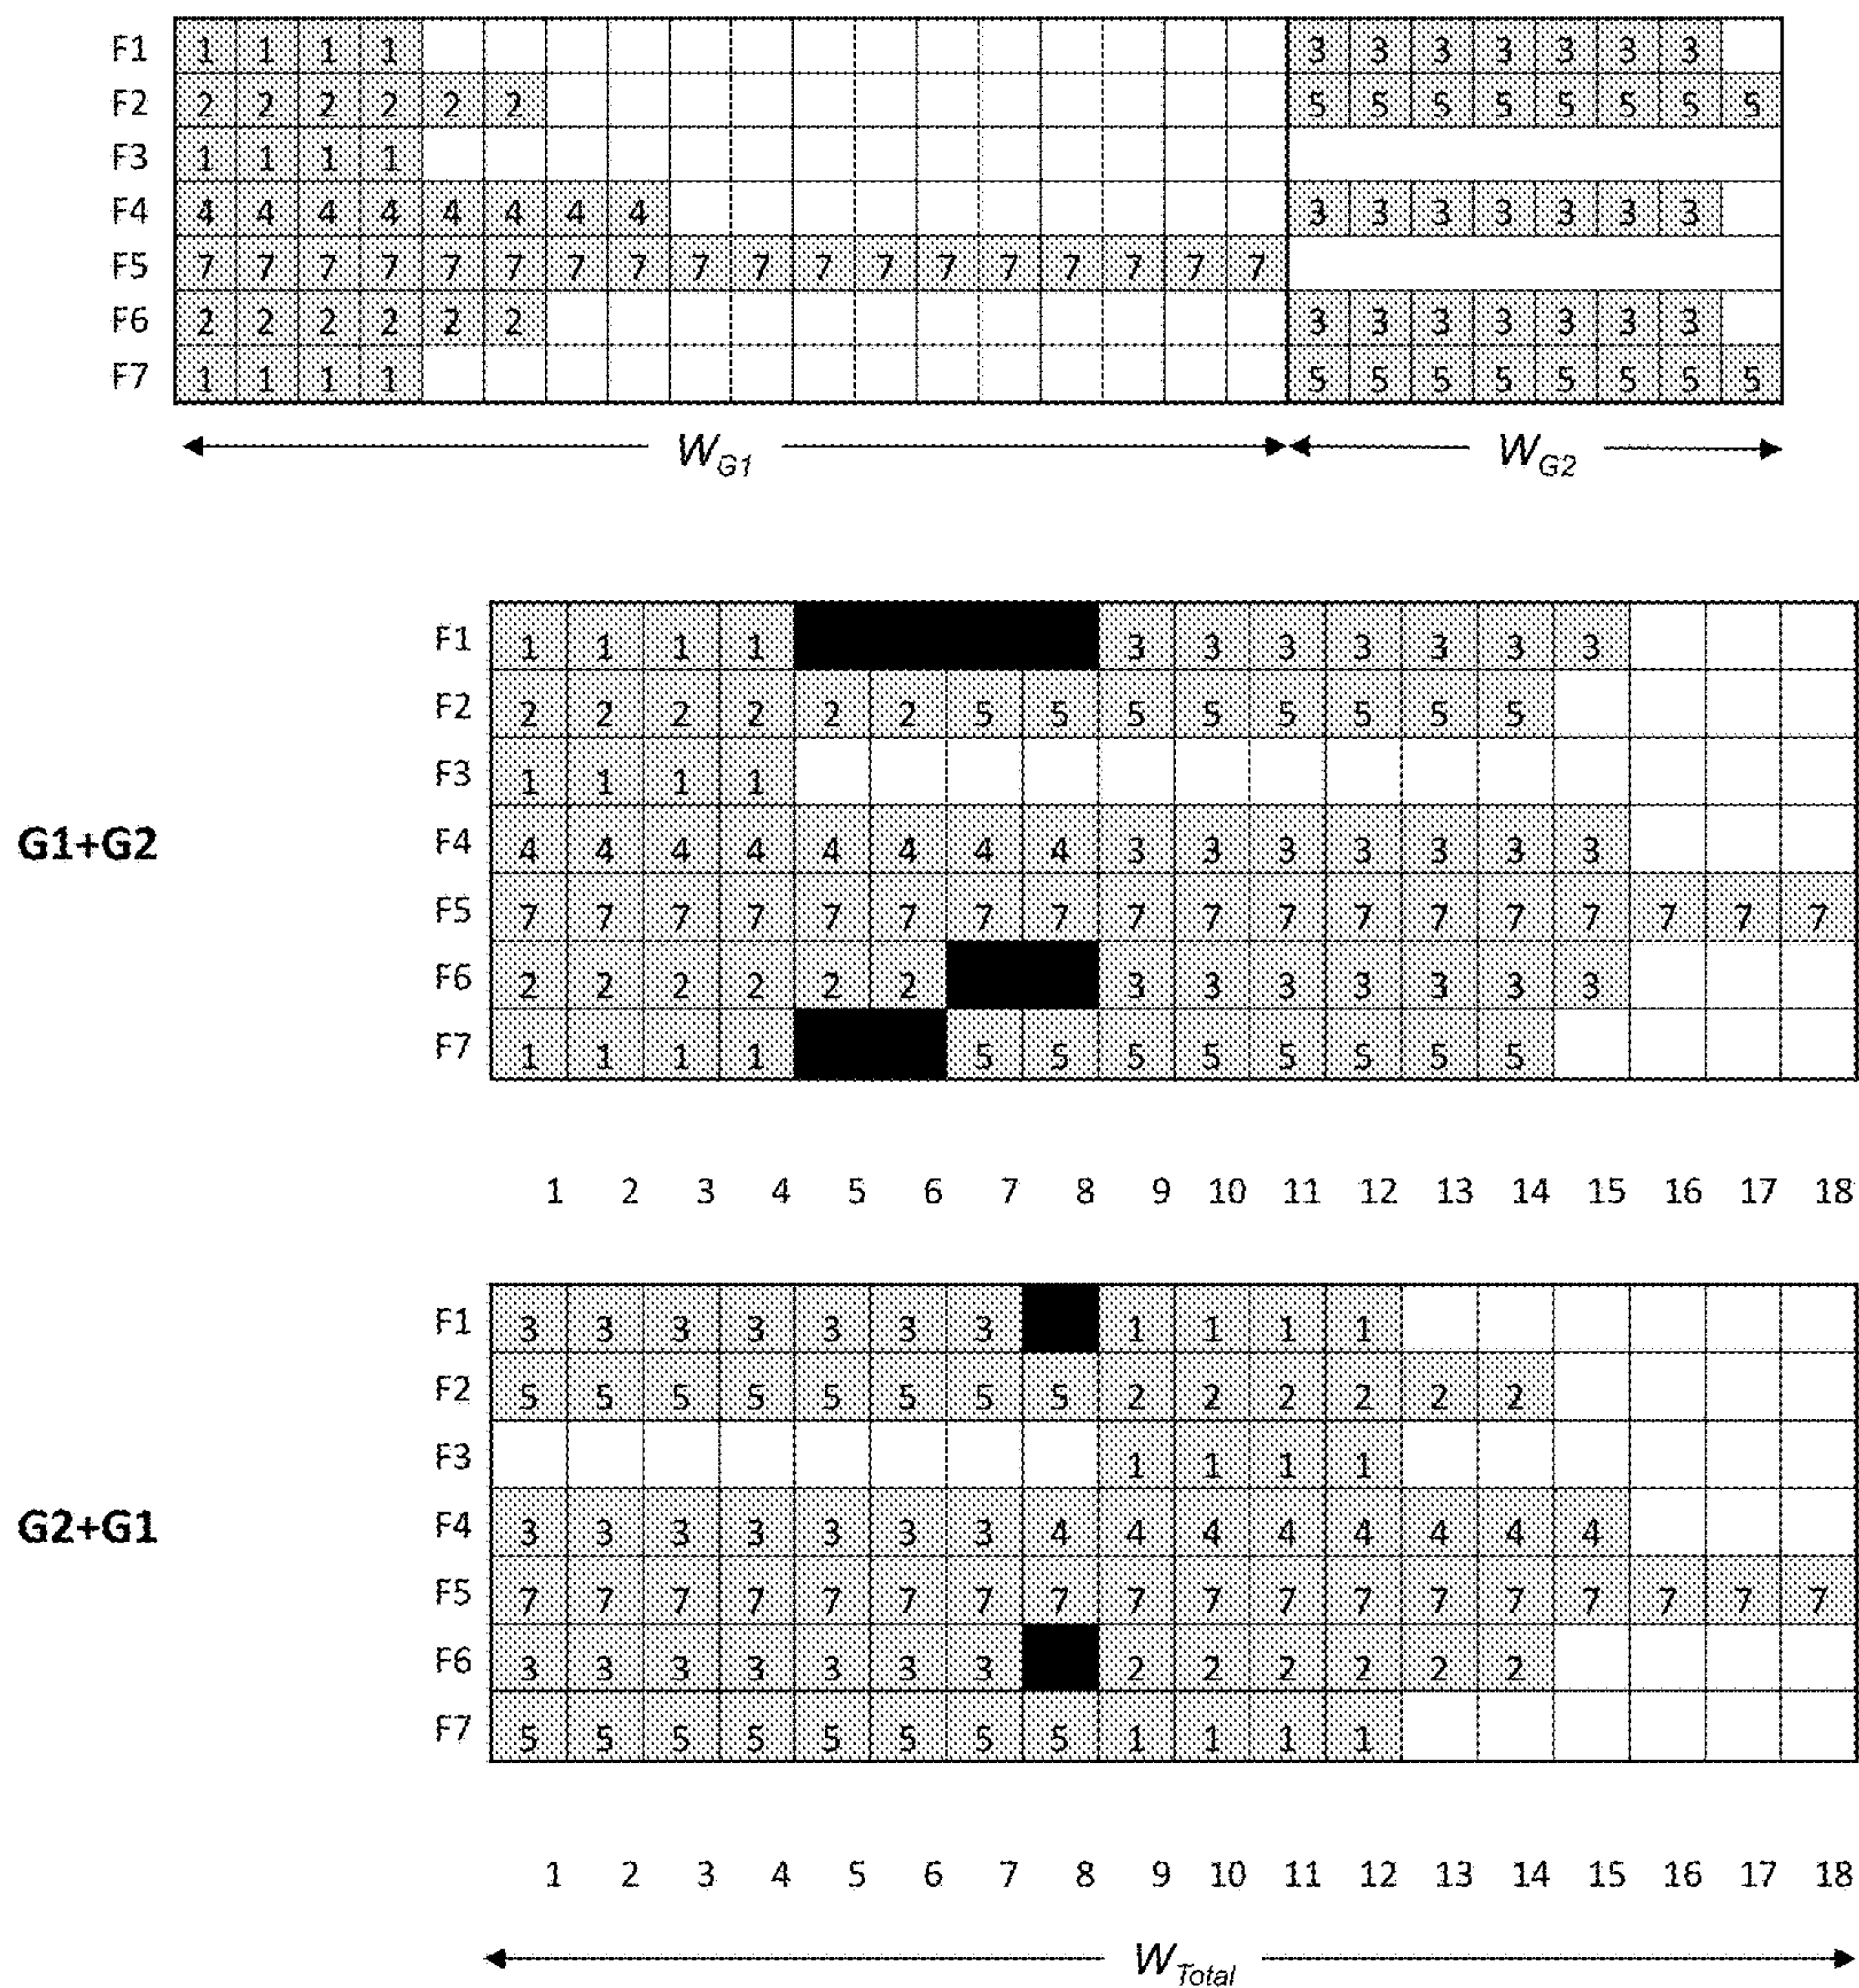 F1 1 1 1 1 3 3 3 3 3 3 3
F2 2 2 2 2 2 2 5 5 5 5 5 5 5 5
F3 1 1 1 1
F4 4 4 4 4 4 4 4 4 3 3 3 3 3 3 3
F5 7 7 7 7 7 7 7 7 7 7 7 7 7 7 7 7 7 7
F6 2 2 2 2 2 2 3 3 3 3 3 3 3
F7 1 1 1 1 5 5 5 5 5 5 5 5
W_G1 W_G2
G1+G2
F1 1 1 1 1 3 3 3 3 3 3 3
F2 2 2 2 2 2 2 5 5 5 5 5 5 5 5
F3 1 1 1 1
F4 4 4 4 4 4 4 4 4 3 3 3 3 3 3 3
F5 7 7 7 7 7 7 7 7 7 7 7 7 7 7 7 7 7 7
F6 2 2 2 2 2 2 3 3 3 3 3 3 3
F7 1 1 1 1 5 5 5 5 5 5 5 5
1 2 3 4 5 6 7 8 9 10 11 12 13 14 15 16 17 18
G2+G1
F1 3 3 3 3 3 3 3 1 1 1 1
F2 5 5 5 5 5 5 5 5 2 2 2 2 2 2
F3 1 1 1 1
F4 3 3 3 3 3 3 3 4 4 4 4 4 4 4 4
F5 7 7 7 7 7 7 7 7 7 7 7 7 7 7 7 7 7 7
F6 3 3 3 3 3 3 3 2 2 2 2 2 2
F7 5 5 5 5 5 5 5 5 1 1 1 1
1 2 3 4 5 6 7 8 9 10 11 12 13 14 15 16 17 18
W_Total